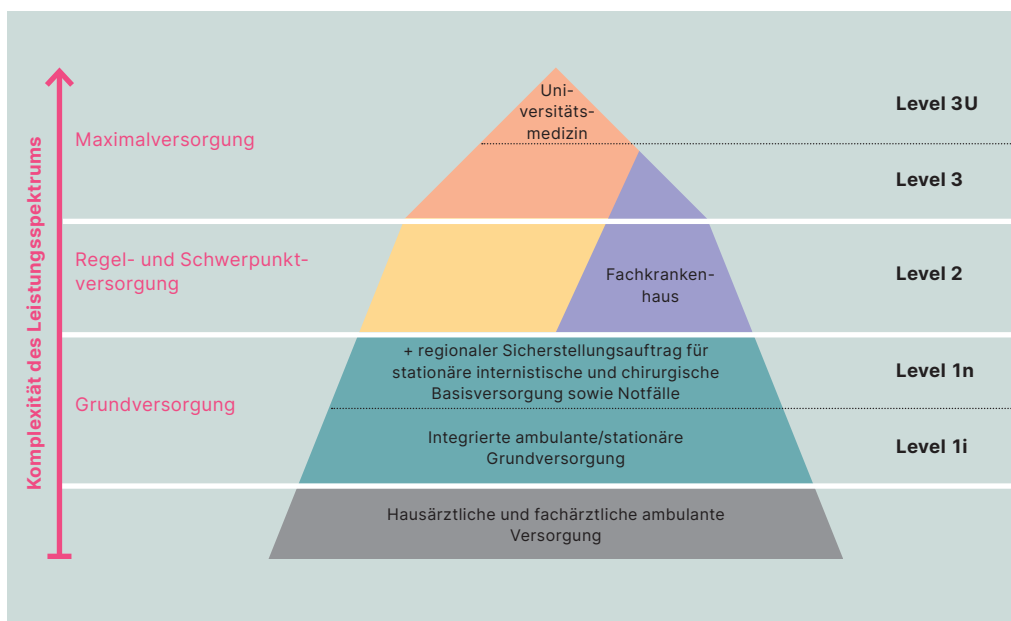 Komplexität des Leistungsspektrums
Maximalversorgung
Uni-
versitäts-
medizin
Level 3U
Level 3
Regel- und Schwerpunkt-
versorgung
Fachkranken-
haus
Level 2
Grundversorgung
+ regionaler Sicherstellungsauftrag für
stationäre internistische und chirurgische
Basisversorgung sowie Notfälle
Level 1n
Integrierte ambulante/stationäre
Grundversorgung
Level 1i
Hausärztliche und fachärztliche ambulante
Versorgung